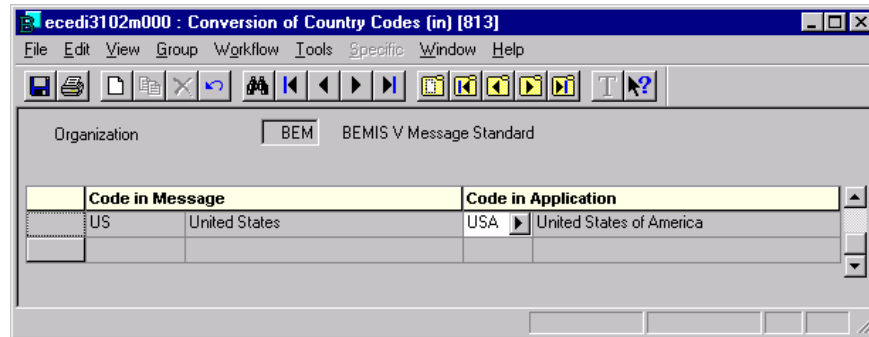 ecedi3102m000 : Conversion of Country Codes (in) [813]
File Edit View Group Workflow Tools Specific Window Help
Organization BEM BEMIS V Message Standard
Code in Message Code in Application
US United States USA United States of America